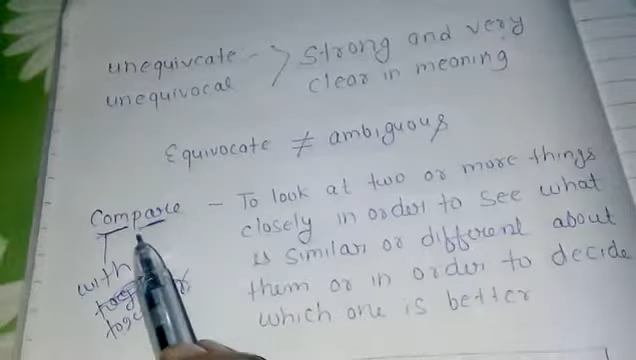 unequivcate
unequivocal
Strong and very
clear in meaning
Equivocate ≠ ambiguous
Compare - To look at two or more things
closely in order to see what
is similar or different about
them or in order to decide
which one is better
with